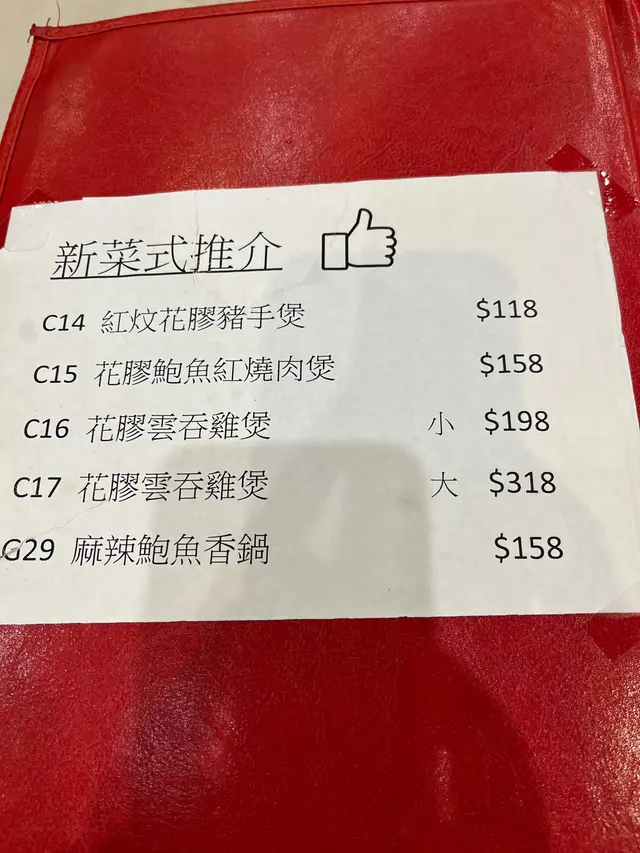 新菜式推介
C14 紅炆花膠豬手煲 $118
C15 花膠鮑魚紅燒肉煲 $158
C16 花膠雲吞雞煲 小 $198
C17 花膠雲吞雞煲 大 $318
G29 麻辣鮑魚香鍋 $158